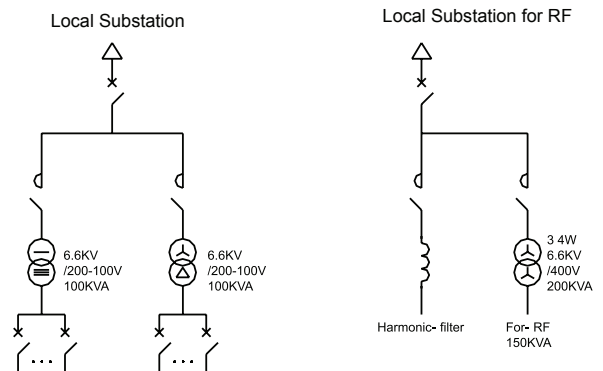 Local Substation
Local Substation for RF
6.6KV
/200-100V
100KVA
6.6KV
/200-100V
100KVA
3 4W
6.6KV
/400V
200KVA
Harmonic- filter
For- RF
150KVA